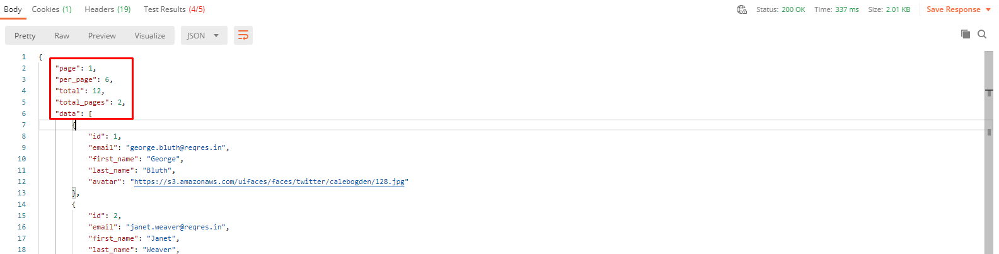 Body Cookies (1) Headers (19) Test Results (4/5) Status: 200 OK Time: 337 ms Size: 2.01 KB Save Response
Pretty Raw Preview Visualize JSON
1 {
2 "page": 1,
3 "per_page": 6,
4 "total": 12,
5 "total_pages": 2,
6 "data": [
7 {
8 "id": 1,
9 "email": "george.bluth@reqres.in",
10 "first_name": "George",
11 "last_name": "Bluth",
12 "avatar": "https://s3.amazonaws.com/uifaces/faces/twitter/calebogden/128.jpg"
13 },
14 {
15 "id": 2,
16 "email": "janet.weaver@reqres.in",
17 "first_name": "Janet",
18 "last_name": "Weaver",